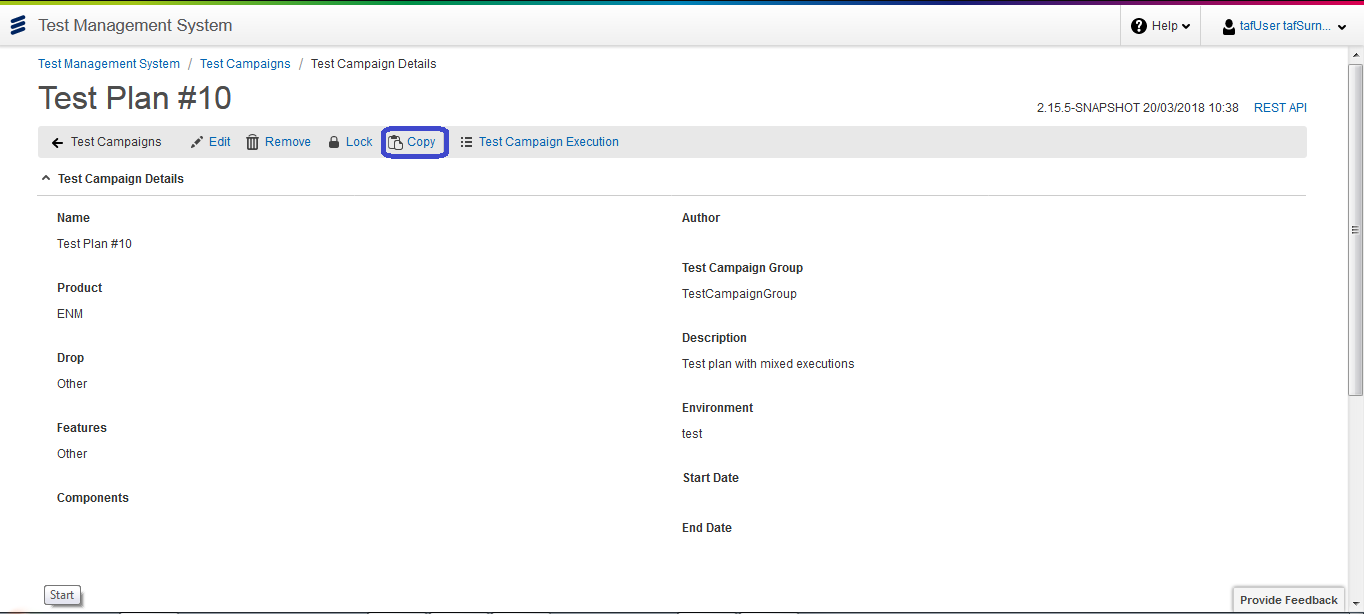 Test Management System
Help
tafUser tafSurn...
Test Management System / Test Campaigns / Test Campaign Details
Test Plan #10
2.15.5-SNAPSHOT 20/03/2018 10:38 REST API
Test Campaigns Edit Remove Lock Copy Test Campaign Execution
Test Campaign Details
Name
Test Plan #10
Product
ENM
Drop
Other
Features
Other
Components
Author
Test Campaign Group
TestCampaignGroup
Description
Test plan with mixed executions
Environment
test
Start Date
End Date
Start
Provide Feedback